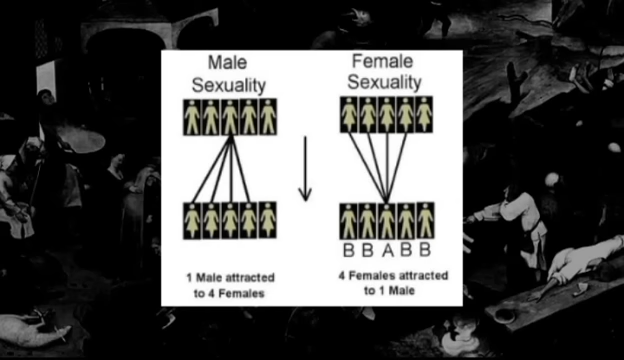 Male
Sexuality
Female
Sexuality
B B A B B
1 Male attracted
to 4 Females
4 Females attracted
to 1 Male